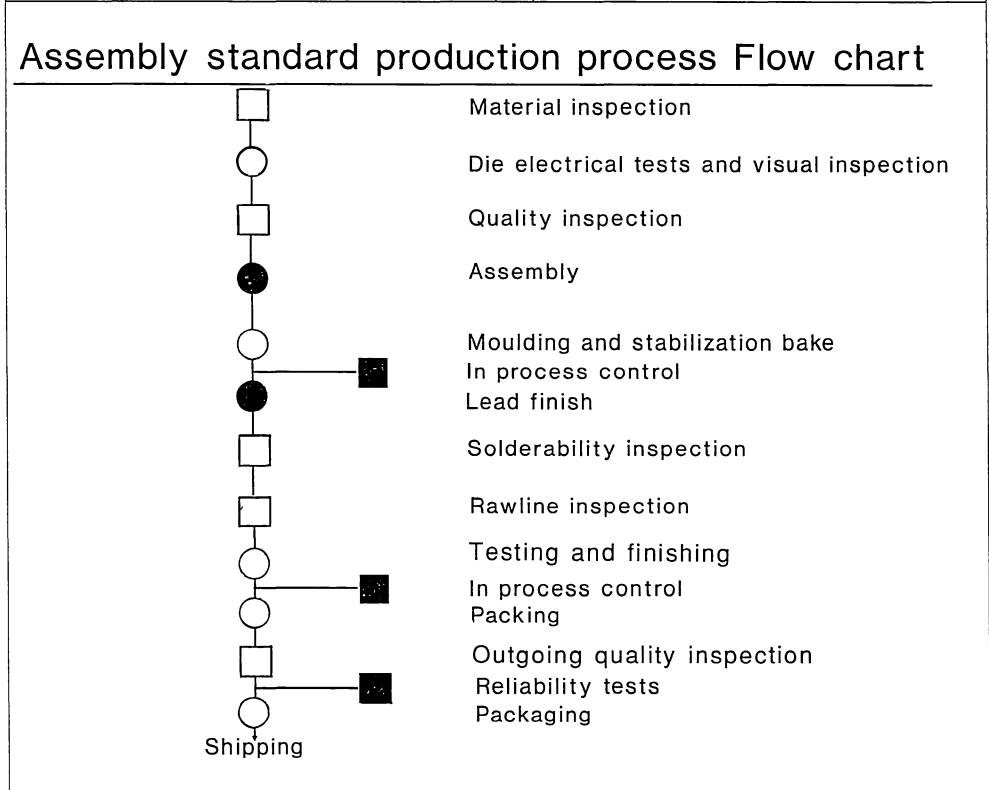 Assembly standard production process Flow chart
Material inspection
Die electrical tests and visual inspection
Quality inspection
Assembly
Moulding and stabilization bake
In process control
Lead finish
Solderability inspection
Rawline inspection
Testing and finishing
In process control
Packing
Outgoing quality inspection
Reliability tests
Packaging
Shipping